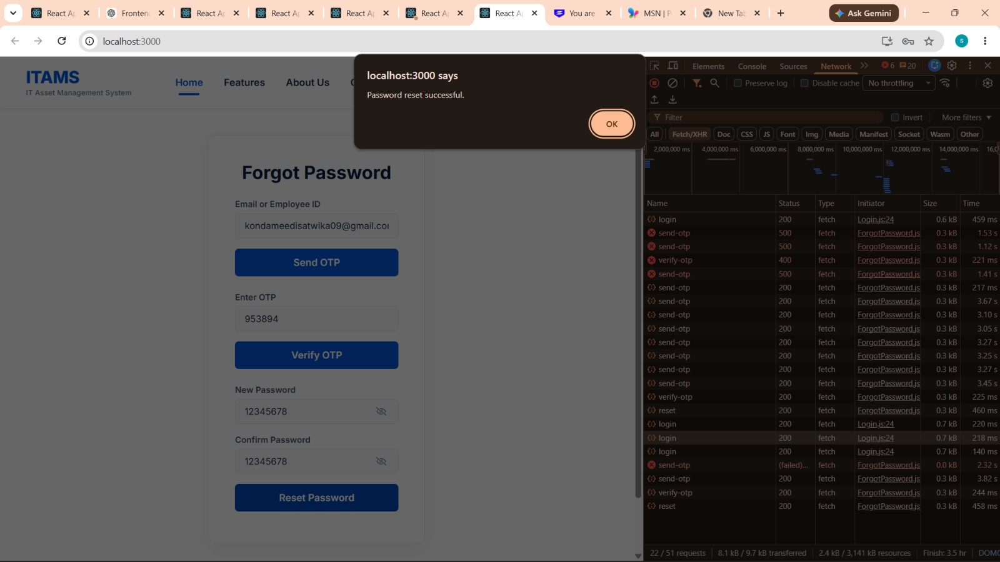 React Ap
Frontend
React Ap
React Ap
React Ap
React Ap
React Ap
You are
MSN | P
New Tab
Ask Gemini
localhost:3000
S
ITAMS
IT Asset Management System
Home
Features
About Us
localhost:3000 says
Password reset successful.
OK
Forgot Password
Email or Employee ID
kondameedisatwika09@gmail.com
Send OTP
Enter OTP
953894
Verify OTP
New Password
12345678
Confirm Password
12345678
Reset Password
Elements
Console
Sources
Network
6
20
Preserve log
Disable cache
No throttling
Filter
Invert
More filters
All
Fetch/XHR
Doc
CSS
JS
Font
Img
Media
Manifest
Socket
Wasm
Other
2,000,000 ms
4,000,000 ms
6,000,000 ms
8,000,000 ms
10,000,000 ms
12,000,000 ms
14,000,000 ms
16,0
Name Status Type Initiator Size Time
login 200 fetch Login.js:24 0.6 kB 459 ms
send-otp 500 fetch ForgotPassword.js 0.3 kB 1.53 s
send-otp 500 fetch ForgotPassword.js 0.3 kB 1.12 s
verify-otp 400 fetch ForgotPassword.js 0.3 kB 221 ms
send-otp 500 fetch ForgotPassword.js 0.3 kB 1.41 s
send-otp 200 fetch ForgotPassword.js 0.3 kB 217 ms
send-otp 200 fetch ForgotPassword.js 0.3 kB 3.67 s
send-otp 200 fetch ForgotPassword.js 0.3 kB 3.10 s
send-otp 200 fetch ForgotPassword.js 0.3 kB 3.05 s
send-otp 200 fetch ForgotPassword.js 0.3 kB 3.27 s
send-otp 200 fetch ForgotPassword.js 0.3 kB 3.25 s
send-otp 200 fetch ForgotPassword.js 0.3 kB 3.27 s
send-otp 200 fetch ForgotPassword.js 0.3 kB 3.45 s
verify-otp 200 fetch ForgotPassword.js 0.3 kB 225 ms
reset 200 fetch ForgotPassword.js 0.3 kB 460 ms
login 200 fetch Login.js:24 0.7 kB 220 ms
login 200 fetch Login.js:24 0.7 kB 218 ms
login 200 fetch Login.js:24 0.7 kB 140 ms
send-otp (failed)... fetch ForgotPassword.js 0.0 kB 2.32 s
send-otp 200 fetch ForgotPassword.js 0.3 kB 3.82 s
verify-otp 200 fetch ForgotPassword.js 0.3 kB 244 ms
reset 200 fetch ForgotPassword.js 0.3 kB 458 ms
22 / 51 requests
8.1 kB / 9.7 kB transferred
2.4 kB / 3,141 kB resources
Finish: 3.5 hr
DOMC